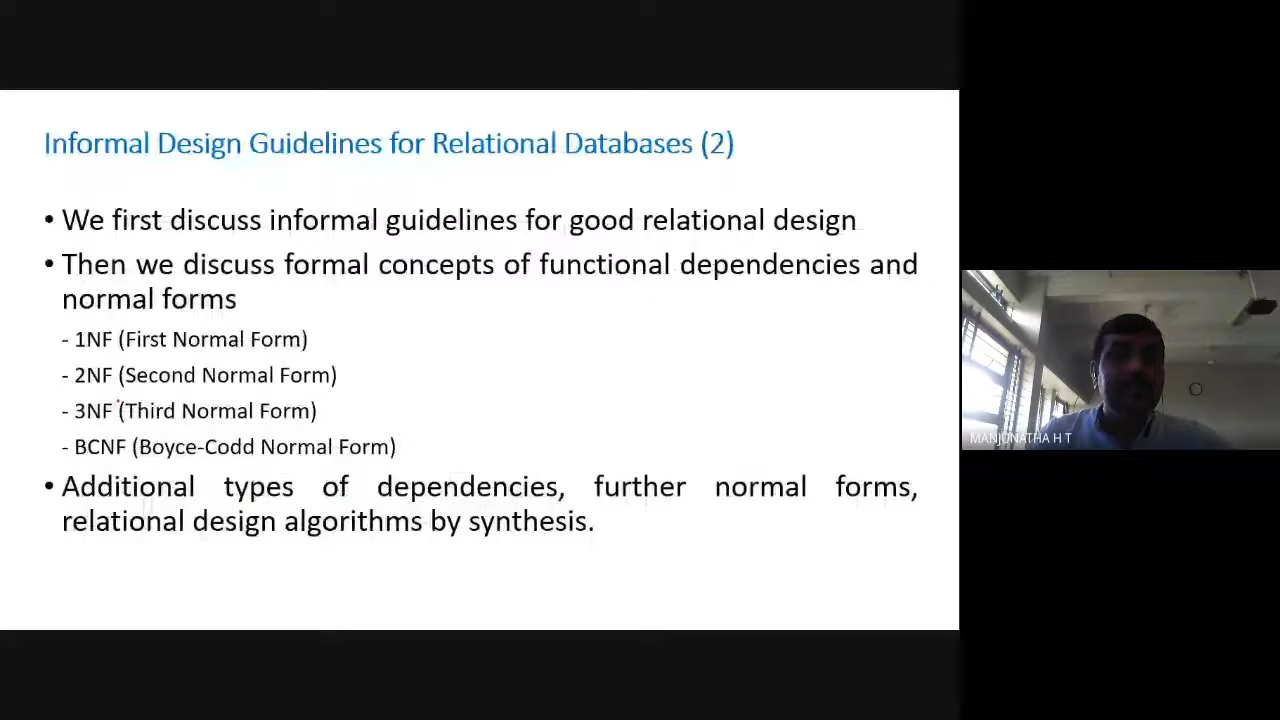 Informal Design Guidelines for Relational Databases (2)
• We first discuss informal guidelines for good relational design
• Then we discuss formal concepts of functional dependencies and
normal forms
- 1NF (First Normal Form)
- 2NF (Second Normal Form)
- 3NF (Third Normal Form)
- BCNF (Boyce-Codd Normal Form)
• Additional types of dependencies, further normal forms,
relational design algorithms by synthesis.
MANJUNATHA H T